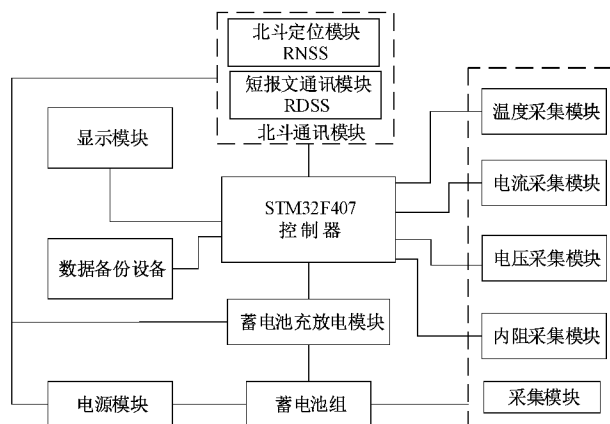 北斗定位模块
RNSS
短报文通讯模块
RDSS
北斗通讯模块
显示模块
温度采集模块
STM32F407
控制器
电流采集模块
数据备份设备
电压采集模块
蓄电池充放电模块
内阻采集模块
电源模块
蓄电池组
采集模块